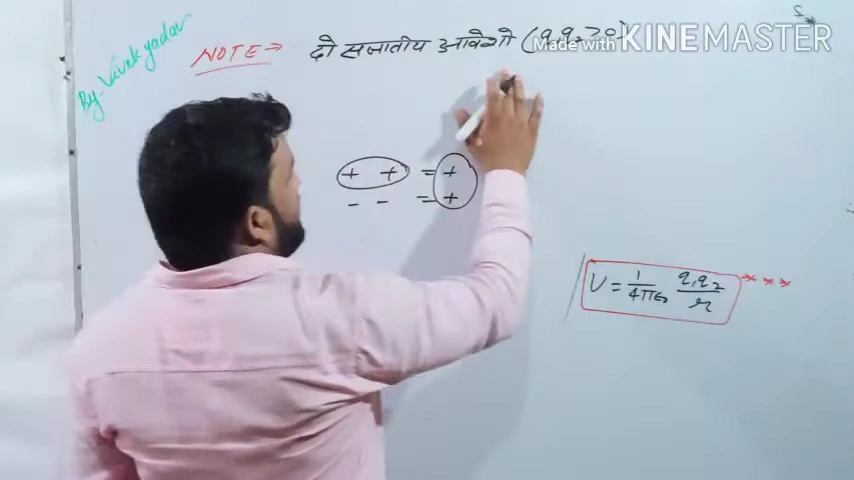 By:- Vivek yadav
NOTE →
दो सजातीय आवेशो (q₁q₂ > 0)
Made with KINEMASTER
+ + = +
- - = +
U = 1/4πε₀ q₁q₂/r